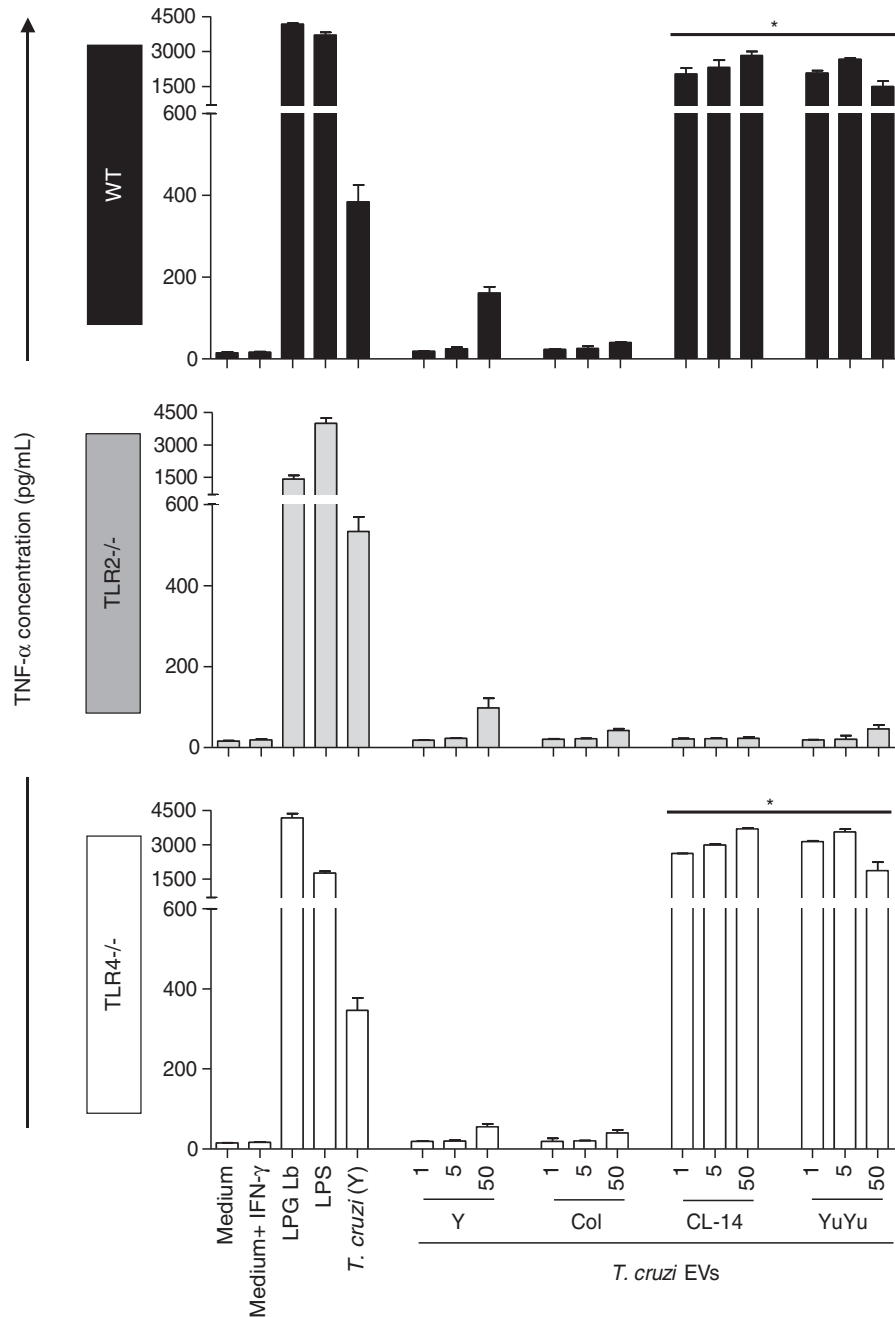 TNF-α concentration (pg/mL)
WT
4500
3000
1500
600
400
200
0
*
TLR2-/-
4500
3000
1500
600
400
200
0
TLR4-/-
4500
3000
1500
600
400
200
0
*
Medium
Medium+ IFN-γ
LPG Lb
LPS
T. cruzi (Y)
1 5 50 1 5 50 1 5 50 1 5 50
Y Col CL-14 YuYu
T. cruzi EVs